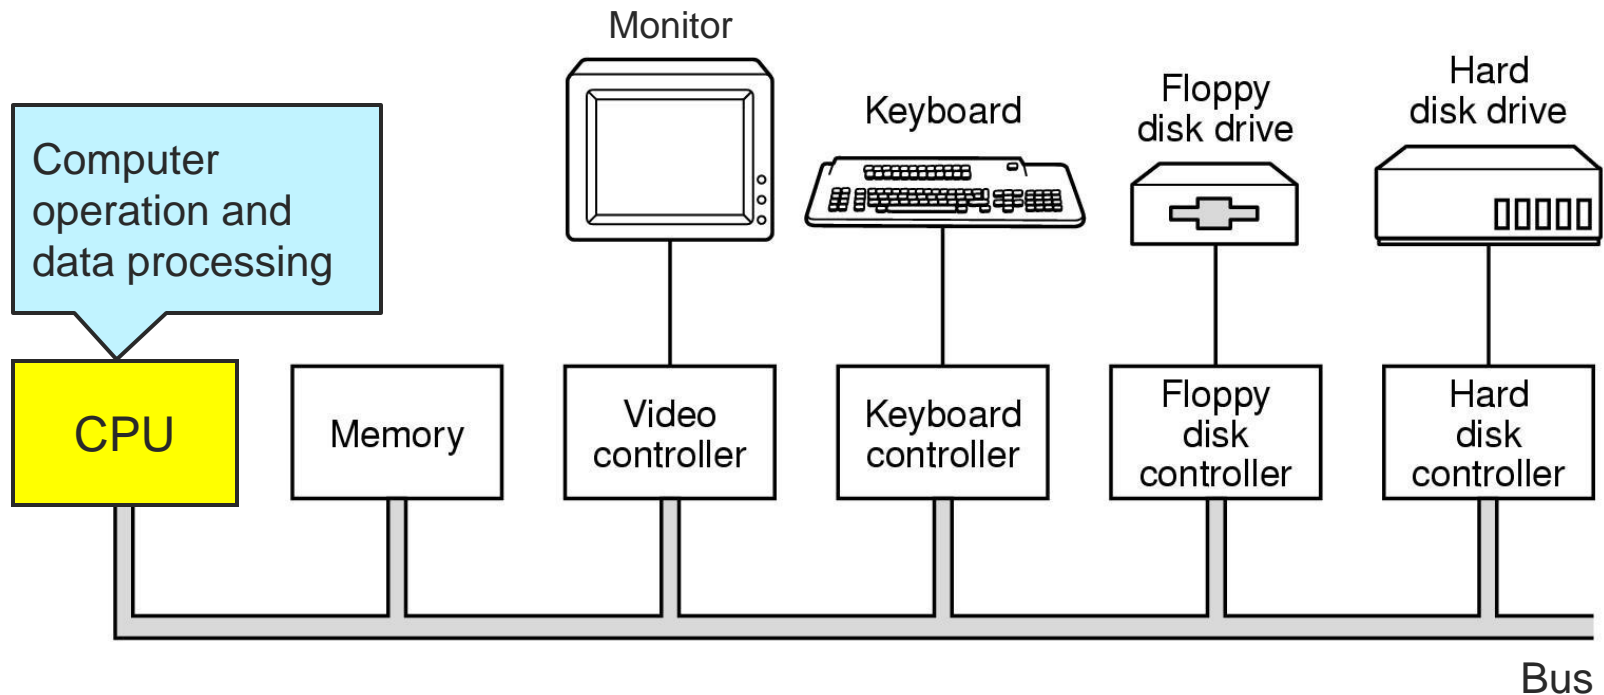 Monitor
Keyboard
Floppy
disk drive
Hard
disk drive
Computer
operation and
data processing
CPU
Memory
Video
controller
Keyboard
controller
Floppy
disk
controller
Hard
disk
controller
Bus